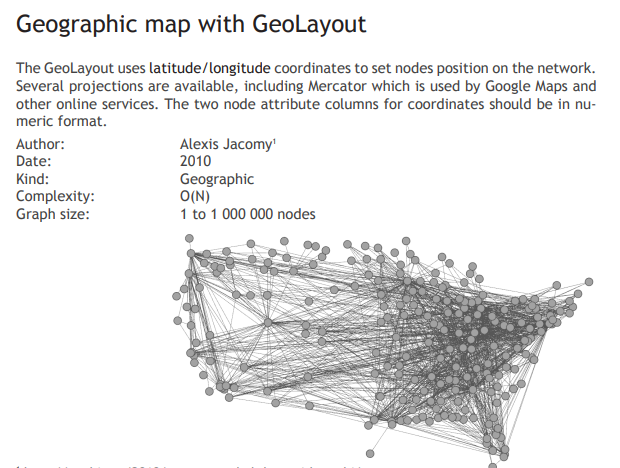 Geographic map with GeoLayout
The GeoLayout uses latitude/longitude coordinates to set nodes position on the network.
Several projections are available, including Mercator which is used by Google Maps and
other online services. The two node attribute columns for coordinates should be in nu-
meric format.
Author: Alexis Jacomy¹
Date: 2010
Kind: Geographic
Complexity: O(N)
Graph size: 1 to 1 000 000 nodes